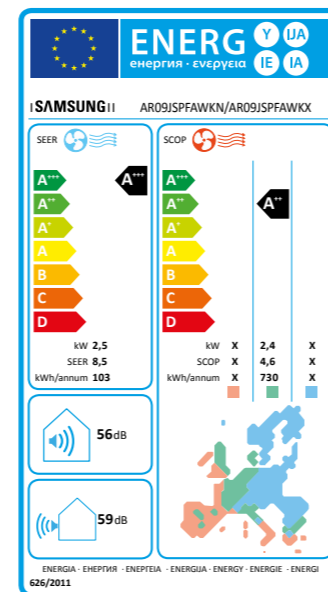 ENERG Y IJA
енергия · ενεργεια IE IA
SAMSUNG AR09JSPFAWKN/AR09JSPFAWKX
SEER SCOP
A+++ A+++ A+++
A++ A++ A++
A+ A+
A A
B B
C C
D D
kW 2,5 kW X 2,4 X
SEER 8,5 SCOP X 4,6 X
kWh/annum 103 kWh/annum X 730 X
56dB
59dB
ENERGIA · ЕНЕРГИЯ · ΕΝΕΡΓΕΙΑ · ENERGIJA · ENERGY · ENERGIE · ENERGI
626/2011